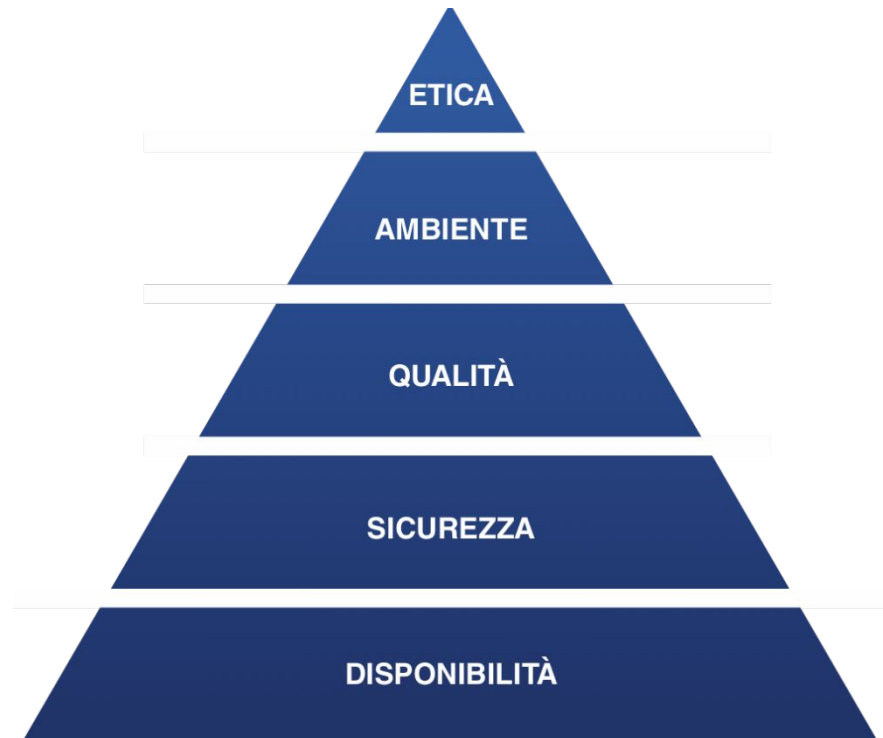 ETICA
AMBIENTE
QUALITÀ
SICUREZZA
DISPONIBILITÀ